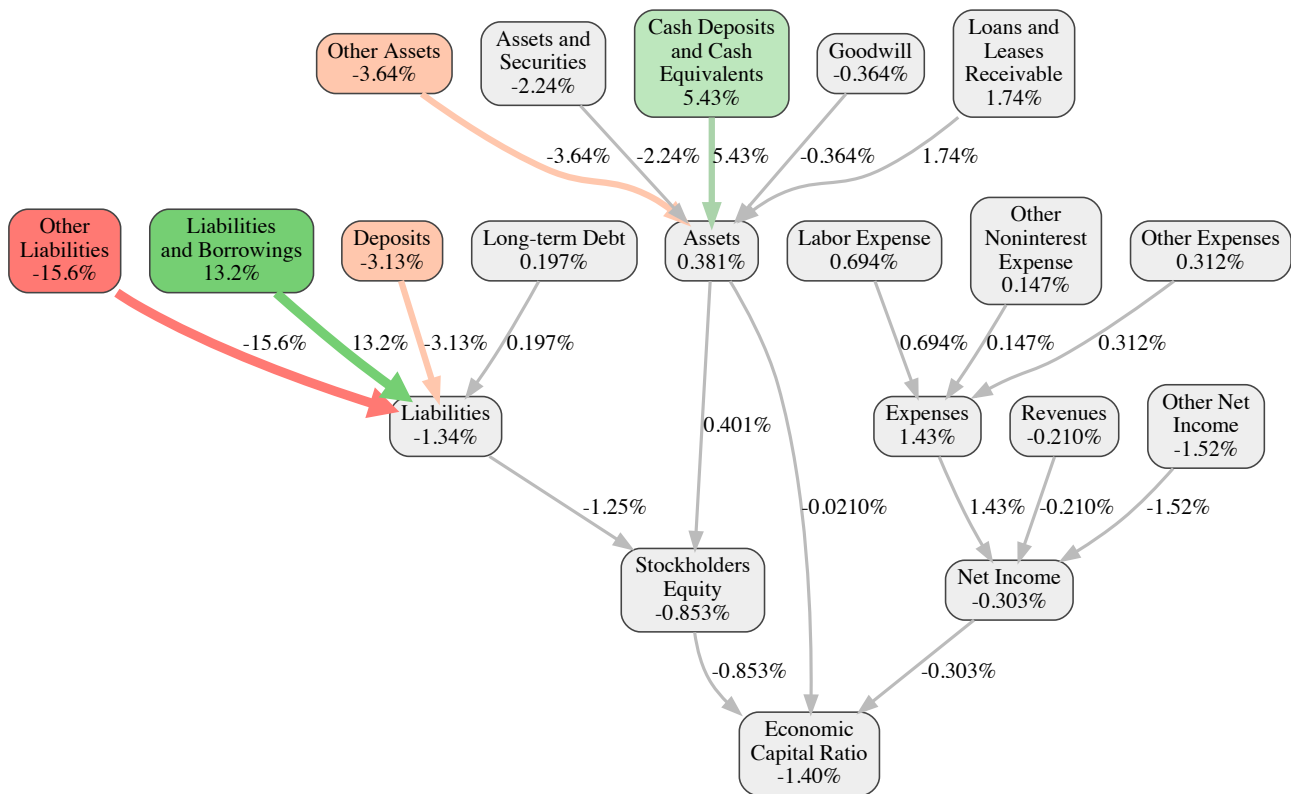 Other Assets
-3.64%
Assets and
Securities
-2.24%
Cash Deposits
and Cash
Equivalents
5.43%
Goodwill
-0.364%
Loans and
Leases
Receivable
1.74%
-3.64%
-2.24%
5.43%
-0.364%
1.74%
Other
Liabilities
-15.6%
Liabilities
and Borrowings
13.2%
Deposits
-3.13%
Long-term Debt
0.197%
Assets
0.381%
Labor Expense
0.694%
Other
Noninterest
Expense
0.147%
Other Expenses
0.312%
-15.6%
13.2%
-3.13%
0.197%
0.694%
0.147%
0.312%
Liabilities
-1.34%
0.401%
Expenses
1.43%
Revenues
-0.210%
Other Net
Income
-1.52%
-1.25%
-0.0210%
1.43%
-0.210%
-1.52%
Stockholders
Equity
-0.853%
Net Income
-0.303%
-0.853%
-0.303%
Economic
Capital Ratio
-1.40%